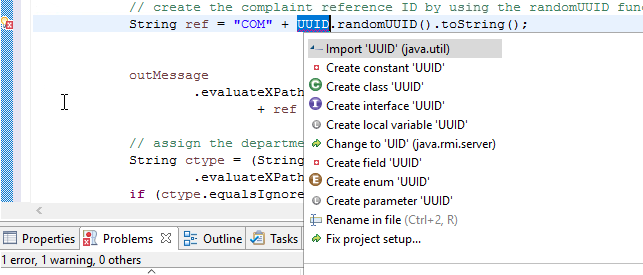 // create the complaint reference ID by using the randomUUID func
String ref = "COM" + UUID.randomUUID().toString();
outMessage
.evaluateXPath
+ ref
// assign the departme
String ctype = (String
.evaluateXPath
if (ctype.equalsIgnore
Import 'UUID' (java.util)
Create constant 'UUID'
Create class 'UUID'
Create interface 'UUID'
Create local variable 'UUID'
Change to 'UID' (java.rmi.server)
Create field 'UUID'
Create enum 'UUID'
Create parameter 'UUID'
Rename in file (Ctrl+2, R)
Fix project setup...
Properties Problems Outline Tasks
1 error, 1 warning, 0 others